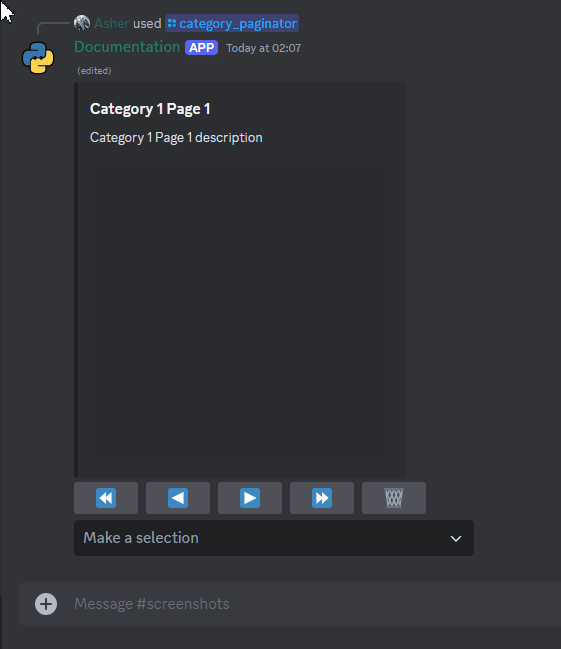 Asher used category_paginator
Documentation APP Today at 02:07
(edited)
Category 1 Page 1
Category 1 Page 1 description
Make a selection
Message #screenshots